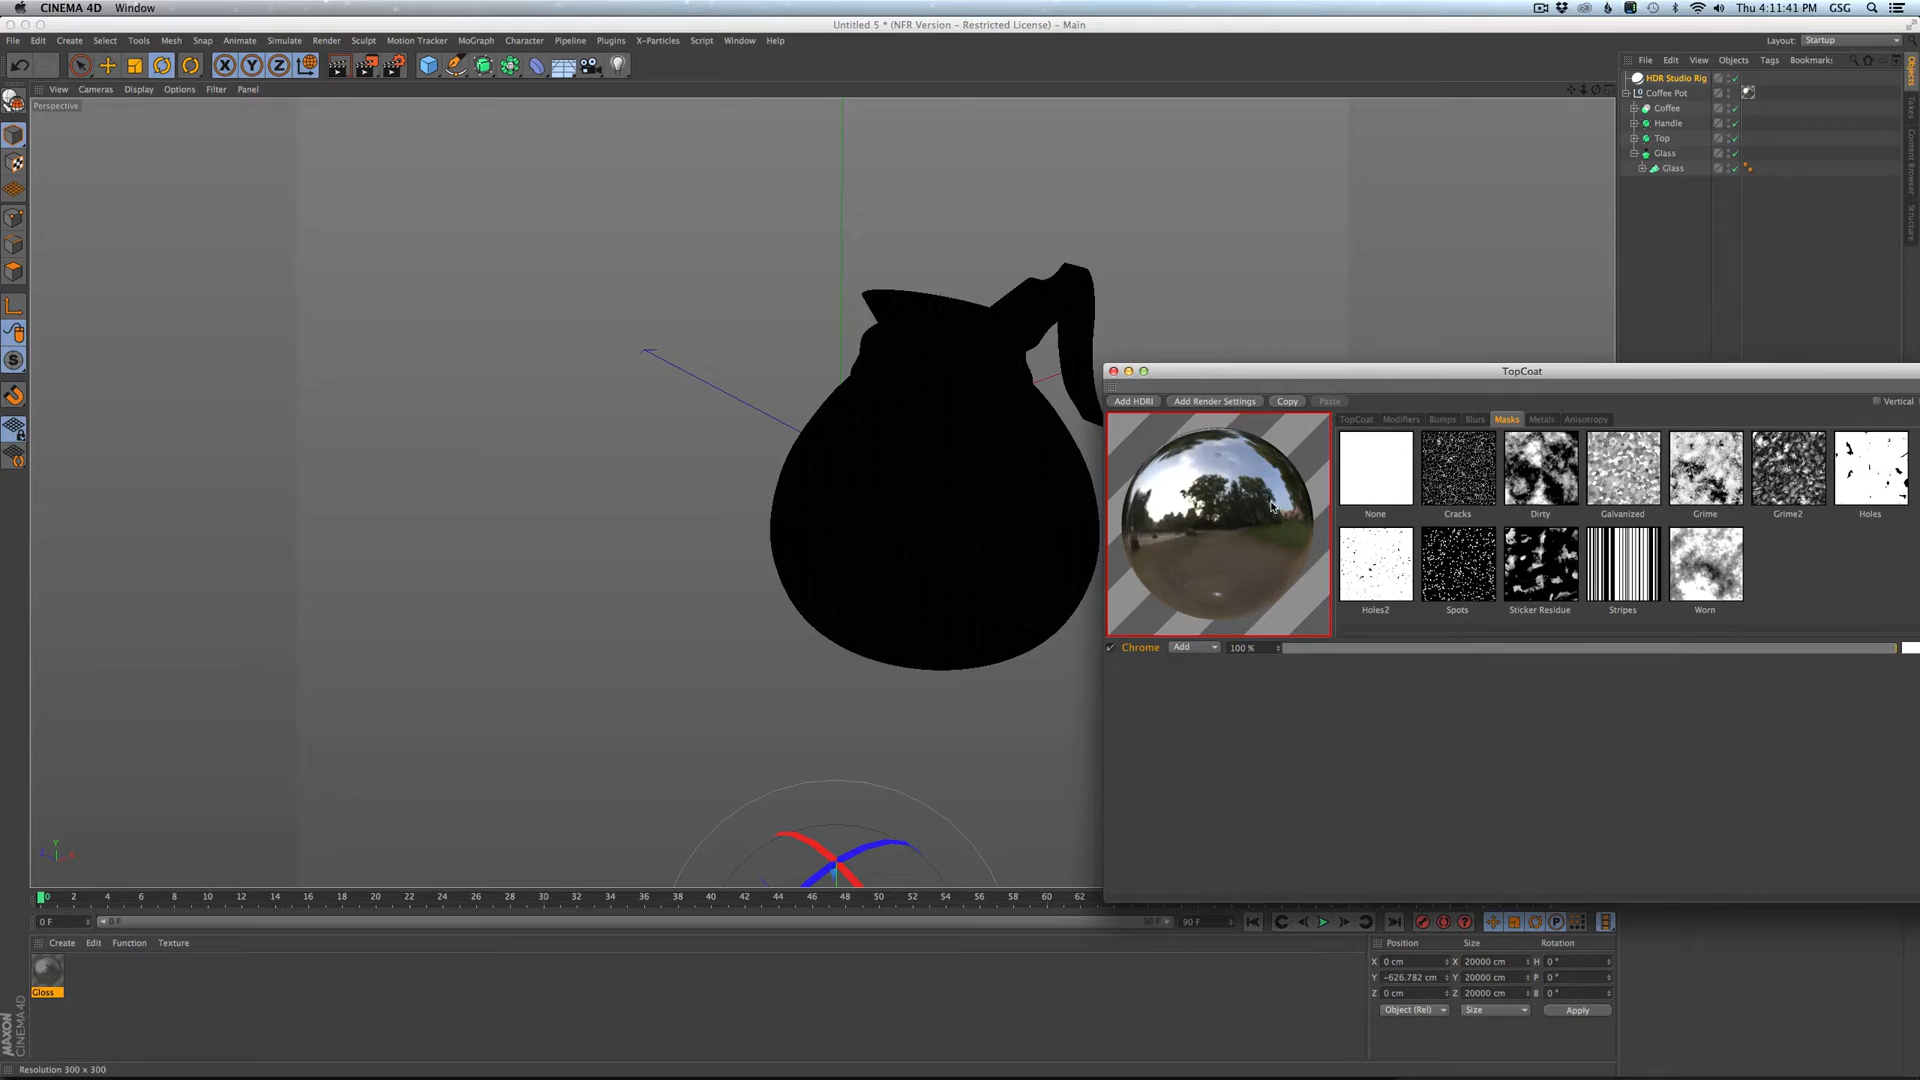 CINEMA 4D Window
Thu 4:11:41 PM GSG
Untitled 5 * (NFR Version - Restricted License) - Main
File Edit Create Select Tools Mesh Snap Animate Simulate Render Sculpt Motion Tracker MoGraph Character Pipeline Plugins X-Particles Script Window Help
Layout: Startup
X Y Z
File Edit View Objects Tags Bookmark
View Cameras Display Options Filter Panel
Perspective
HDR Studio Rig
Coffee Pot
Coffee
Handle
Top
Glass
Glass
Objects
Takes
Content Browser
Structure
TopCoat
Add HDRI Add Render Settings Copy Paste
Vertical
TopCoat Modifiers Bumps Blurs Masks Metals Anisotropy
None Cracks Dirty Galvanized Grime Grime2 Holes
Holes2 Spots Sticker Residue Stripes Worn
Chrome Add 100 %
Y
0 2 4 6 8 10 12 14 16 18 20 22 24 26 28 30 32 34 36 38 40 42 44 46 48 50 52 54 56 58 60 62
0 F 0 F 90 F 90 F
Create Edit Function Texture
Gloss
Position Size Rotation
X 0 cm X 20000 cm H 0 °
Y -626.782 cm Y 20000 cm P 0 °
Z 0 cm Z 20000 cm B 0 °
Object (Rel) Size Apply
MAXON
CINEMA 4D
Resolution 300 x 300